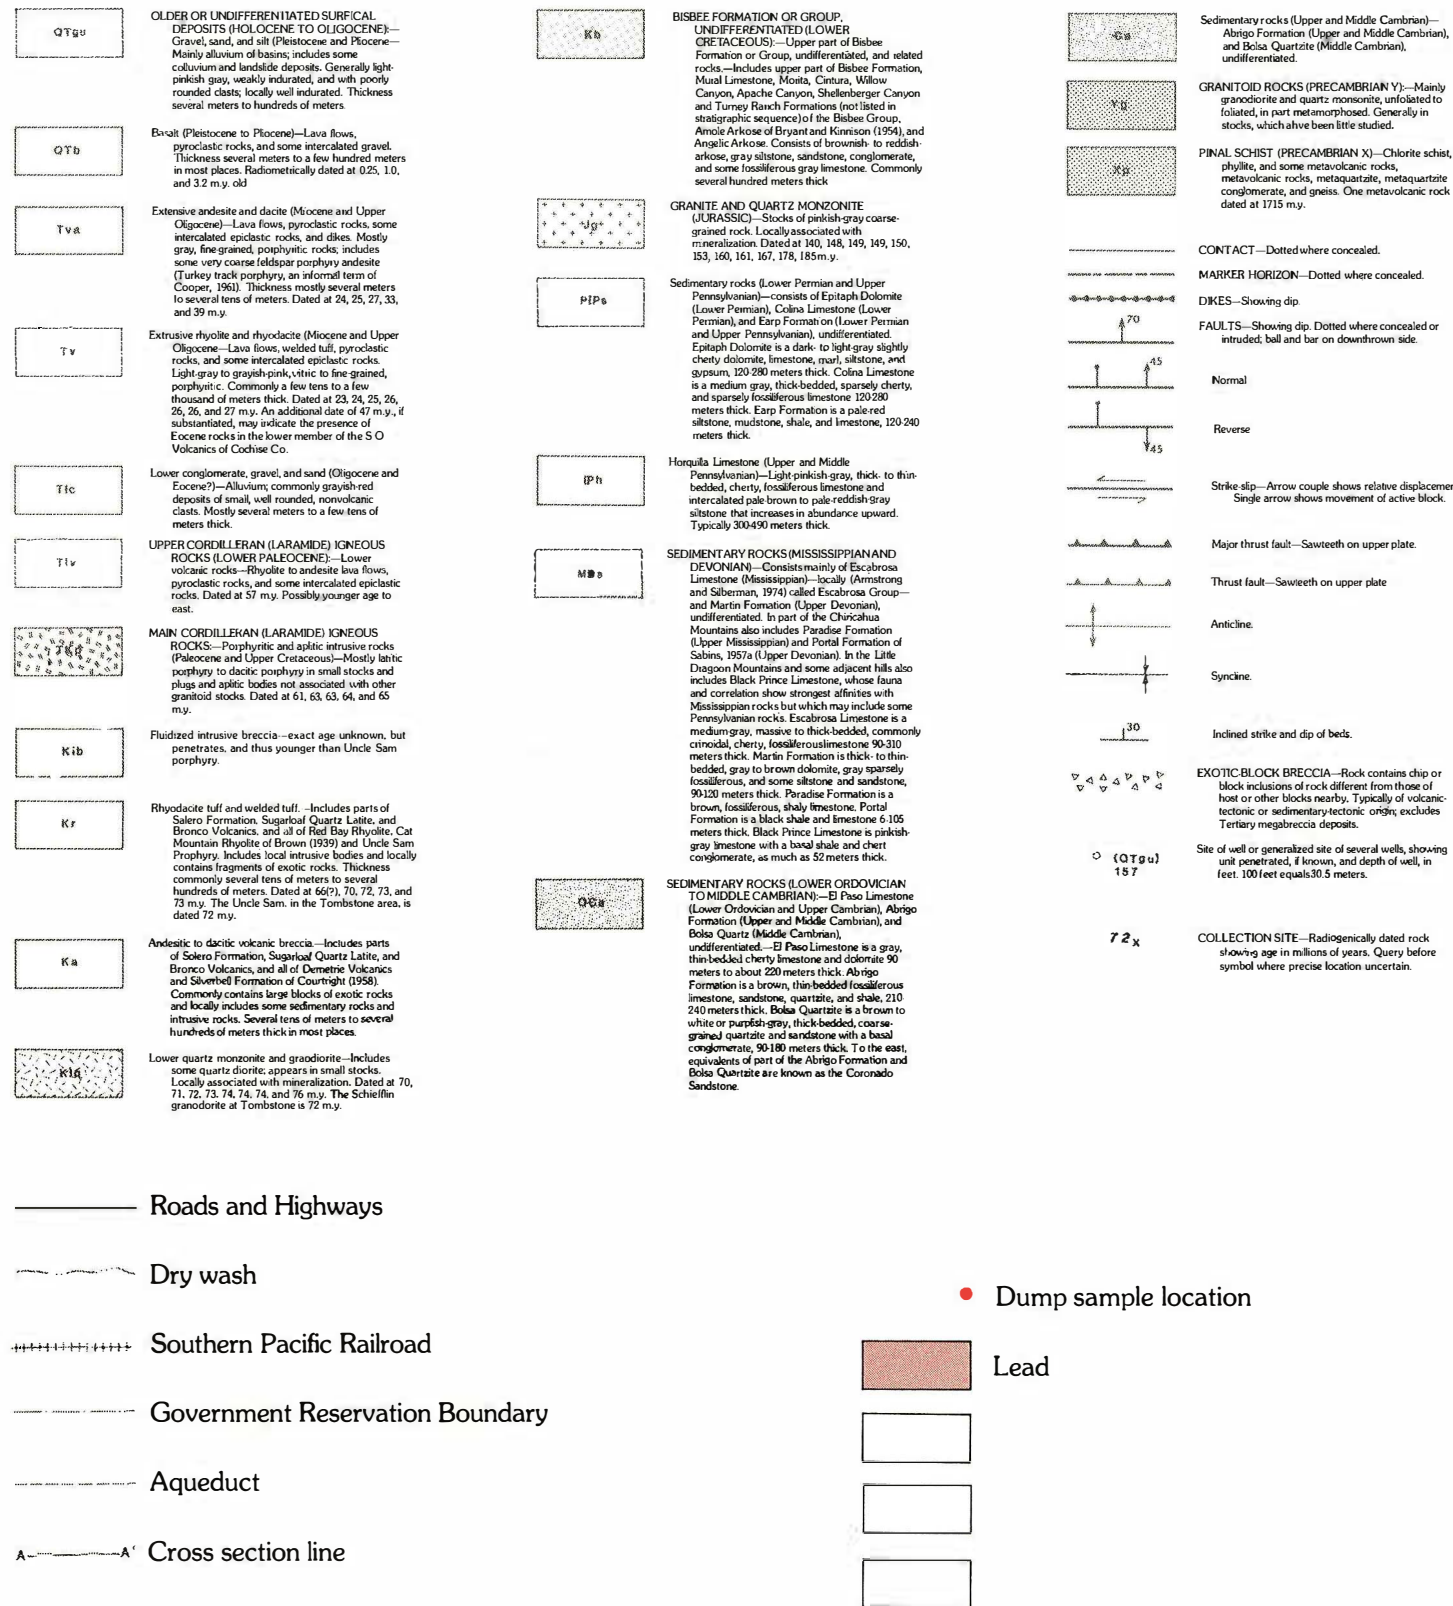 QTgu
OLDER OR UNDIFFERENTIATED SURFICAL
DEPOSITS (HOLOCENE TO OLIGOCENE):—
Gravel, sand, and silt (Pleistocene and Pliocene—
Mainly alluvium of basins; includes some
colluvium and landslide deposits. Generally light-
pinkish gray, weakly indurated, and with poorly
rounded clasts; locally well indurated. Thickness
several meters to hundreds of meters.
QTb
Basalt (Pleistocene to Pliocene)—Lava flows,
pyroclastic rocks, and some intercalated gravel.
Thickness several meters to a few hundred meters
in most places. Radiometrically dated at 0.25, 1.0,
and 3.2 m.y. old
Tva
Extensive andesite and dacite (Miocene and Upper
Oligocene)—Lava flows, pyroclastic rocks, some
intercalated epiclastic rocks, and dikes. Mostly
gray, fine-grained, porphyritic rocks; includes
some very coarse feldspar porphyry andesite
(Turkey track porphyry, an informal term of
Cooper, 1961). Thickness mostly several meters
to several tens of meters. Dated at 24, 25, 27, 33,
and 39 m.y.
Tv
Extrusive rhyolite and rhyodacite (Miocene and Upper
Oligocene—Lava flows, welded tuff, pyroclastic
rocks, and some intercalated epiclastic rocks.
Light-gray to grayish-pink, vitric to fine-grained,
porphyritic. Commonly a few tens to a few
thousand of meters thick. Dated at 23, 24, 25, 26,
26, 26, and 27 m.y. An additional date of 47 m.y., if
substantiated, may indicate the presence of
Eocene rocks in the lower member of the S O
Volcanics of Cochise Co.
Tlc
Lower conglomerate, gravel, and sand (Oligocene and
Eocene?)—Alluvium; commonly grayish-red
deposits of small, well rounded, nonvolcanic
clasts. Mostly several meters to a few tens of
meters thick.
Tlv
UPPER CORDILLERAN (LARAMIDE) IGNEOUS
ROCKS (LOWER PALEOCENE):—Lower
volcanic rocks—Rhyolite to andesite lava flows,
pyroclastic rocks, and some intercalated epiclastic
rocks. Dated at 57 m.y. Possibly younger age to
east.
MAIN CORDILLERAN (LARAMIDE) IGNEOUS
ROCKS:—Porphyritic and aplitic intrusive rocks
(Paleocene and Upper Cretaceous)—Mostly latitic
porphyry to dacitic porphyry in small stocks and
plugs and aplitic bodies not associated with other
granitoid stocks. Dated at 61, 63, 63, 64, and 65
m.y.
Kib
Fluidized intrusive breccia—exact age unknown, but
penetrates, and thus younger than Uncle Sam
porphyry.
Kr
Rhyodacite tuff and welded tuff. –Includes parts of
Salero Formation, Sugarloaf Quartz Latite, and
Bronco Volcanics, and all of Red Bay Rhyolite, Cat
Mountain Rhyolite of Brown (1939) and Uncle Sam
Prophyry. Includes local intrusive bodies and locally
contains fragments of exotic rocks. Thickness
commonly several tens of meters to several
hundreds of meters. Dated at 66(?), 70, 72, 73, and
73 m.y. The Uncle Sam. in the Tombstone area, is
dated 72 m.y.
Ka
Andesitic to dacitic volcanic breccia.—Includes parts
of Solero Formation, Sugarloaf Quartz Latite, and
Bronco Volcanics, and all of Demetrie Volcanics
and Silverbell Formation of Courtright (1958).
Commonly contains large blocks of exotic rocks
and locally includes some sedimentary rocks and
intrusive rocks. Several tens of meters to several
hundreds of meters thick in most places.
Klg
Lower quartz monzonite and graodiorite—Includes
some quartz diorite; appears in small stocks.
Locally associated with mineralization. Dated at 70,
71, 72, 73, 74, 74, 74, and 76 m.y. The Schiefflin
granodorite at Tombstone is 72 m.y.
Kb
BISBEE FORMATION OR GROUP,
UNDIFFERENTIATED (LOWER
CRETACEOUS):—Upper part of Bisbee
Formation or Group, undifferentiated, and related
rocks.—Includes upper part of Bisbee Formation,
Mural Limestone, Morita, Cintura, Willow
Canyon, Apache Canyon, Shellenberger Canyon
and Turney Ranch Formations (not listed in
stratigraphic sequence) of the Bisbee Group,
Amole Arkose of Bryant and Kinnison (1954), and
Angelic Arkose. Consists of brownish- to reddish-
arkose, gray siltstone, sandstone, conglomerate,
and some fossiliferous gray limestone. Commonly
several hundred meters thick
Jg
GRANITE AND QUARTZ MONZONITE
(JURASSIC)—Stocks of pinkish-gray coarse-
grained rock. Locally associated with
mineralization. Dated at 140, 148, 149, 149, 150,
153, 160, 161, 167, 178, 185m.y.
PIPs
Sedimentary rocks (Lower Permian and Upper
Pennsylvanian)—consists of Epitaph Dolomite
(Lower Permian), Colina Limestone (Lower
Permian), and Earp Formation (Lower Permian
and Upper Pennsylvanian), undifferentiated.
Epitaph Dolomite is a dark- to light-gray slightly
cherty dolomite, limestone, marl, siltstone, and
gypsum, 120-280 meters thick. Colina Limestone
is a medium gray, thick-bedded, sparsely cherty,
and sparsely fossiliferous limestone 120-280
meters thick. Earp Formation is a pale-red
siltstone, mudstone, shale, and limestone, 120-240
meters thick.
IPh
Horquilla Limestone (Upper and Middle
Pennsylvanian)—Light-pinkish-gray, thick- to thin-
bedded, cherty, fossiliferous limestone and
intercalated pale-brown to pale-reddish-gray
siltstone that increases in abundance upward.
Typically 300-490 meters thick.
MDs
SEDIMENTARY ROCKS (MISSISSIPPIAN AND
DEVONIAN)—Consists mainly of Escabrosa
Limestone (Mississippian)—locally (Armstrong
and Silberman, 1974) called Escabrosa Group—
and Martin Formation (Upper Devonian),
undifferentiated. In part of the Chiricahua
Mountains also includes Paradise Formation
(Upper Mississippian) and Portal Formation of
Sabins, 1957a (Upper Devonian). In the Little
Dragoon Mountains and some adjacent hills also
includes Black Prince Limestone, whose fauna
and correlation show strongest affinities with
Mississippian rocks but which may include some
Pennsylvanian rocks. Escabrosa Limestone is a
medium-gray, massive to thick-bedded, commonly
crinoidal, cherty, fossiliferous limestone 90-310
meters thick. Martin Formation is thick- to thin-
bedded, gray to brown dolomite, gray sparsely
fossiliferous, and some siltstone and sandstone,
90-120 meters thick. Paradise Formation is a
brown, fossiliferous, shaly limestone. Portal
Formation is a black shale and limestone 6-105
meters thick. Black Prince Limestone is pinkish-
gray limestone with a basal shale and chert
conglomerate, as much as 52 meters thick.
SEDIMENTARY ROCKS (LOWER ORDOVICIAN
TO MIDDLE CAMBRIAN):—El Paso Limestone
(Lower Ordovician and Upper Cambrian), Abrigo
Formation (Upper and Middle Cambrian), and
Bolsa Quartz (Middle Cambrian),
undifferentiated.—El Paso Limestone is a gray,
thin-bedded cherty limestone and dolomite 90
meters to about 220 meters thick. Abrigo
Formation is a brown, thin-bedded fossiliferous
limestone, sandstone, quartzite, and shale, 210-
240 meters thick. Bolsa Quartzite is a brown to
white or purplish-gray, thick-bedded, coarse-
grained quartzite and sandstone with a basal
conglomerate, 90-180 meters thick. To the east,
equivalents of part of the Abrigo Formation and
Bolsa Quartzite are known as the Coronado
Sandstone.
Sedimentary rocks (Upper and Middle Cambrian)—
Abrigo Formation (Upper and Middle Cambrian),
and Bolsa Quartzite (Middle Cambrian),
undifferentiated.
Yg
GRANITOID ROCKS (PRECAMBRIAN Y):—Mainly
granodiorite and quartz monsonite, unfoliated to
foliated, in part metamorphosed. Generally in
stocks, which ahve been little studied.
Xp
PINAL SCHIST (PRECAMBRIAN X)—Chlorite schist,
phyllite, and some metavolcanic rocks,
metavolcanic rocks, metaquartzite, metaquartzite
conglomerate, and gneiss. One metavolcanic rock
dated at 1715 m.y.
CONTACT—Dotted where concealed.
MARKER HORIZON—Dotted where concealed.
DIKES—Showing dip.
70
FAULTS—Showing dip. Dotted where concealed or
intruded; ball and bar on downthrown side.
45
Normal
Reverse
45
Strike-slip—Arrow couple shows relative displacemen
Single arrow shows movement of active block.
Major thrust fault—Sawteeth on upper plate.
Thrust fault—Sawteeth on upper plate
Anticline.
Syncline.
30
Inclined strike and dip of beds.
EXOTIC-BLOCK BRECCIA—Rock contains chip or
block inclusions of rock different from those of
host or other blocks nearby. Typically of volcanic-
tectonic or sedimentary-tectonic origin; excludes
Tertiary megabreccia deposits.
(QTgu)
157
Site of well or generalized site of several wells, showing
unit penetrated, if known, and depth of well, in
feet. 100 feet equals 30.5 meters.
72x
COLLECTION SITE—Radiogenically dated rock
showing age in millions of years. Query before
symbol where precise location uncertain.
Roads and Highways
Dry wash
Southern Pacific Railroad
Government Reservation Boundary
Aqueduct
A A' Cross section line
Dump sample location
Lead